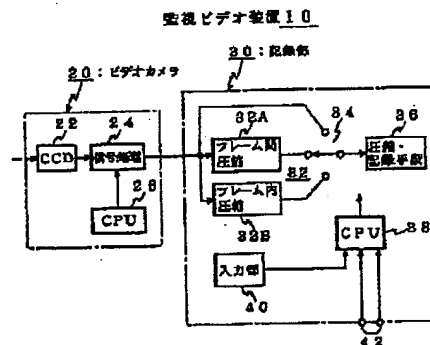 監視ビデオ装置10
20:ビデオカメラ
30:記録部
22
24
CCD
信号処理
CPU
26
32A
フレーム間
圧縮
34
36
圧縮・
記録手段
32
フレーム内
圧縮
32B
CPU
38
入力部
40
42